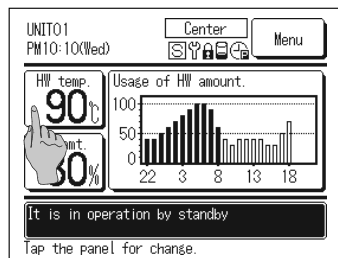 UNIT01
PM10:10(Wed)
Center
S
Menu
HW temp.
90℃
Usage of HW amount.
100
50
0
22 3 8 13 18
%
It is in operation by standby
Tap the panel for change.